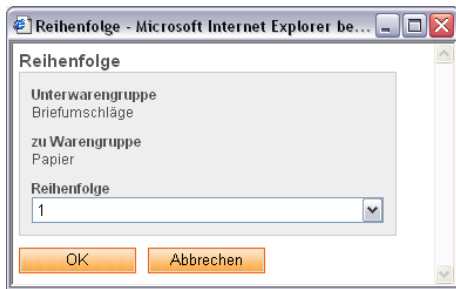 Reihenfolge - Microsoft Internet Explorer be...
Reihenfolge
Unterwarengruppe
Briefumschläge
zu Warengruppe
Papier
Reihenfolge
1
OK
Abbrechen